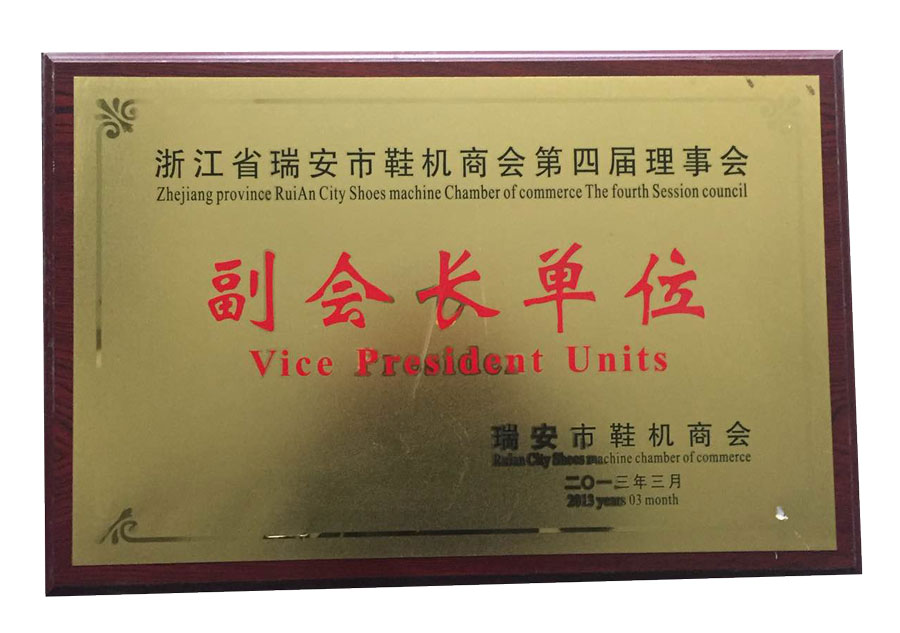 浙江省瑞安市鞋机商会第四届理事会
Zhejiang province RuiAn City Shoes machine Chamber of commerce The fourth Session council
副会长单位
Vice President Units
瑞安市鞋机商会
Ruian City Shoes machine chamber of commerce
二〇一三年三月
2013 years 03 month